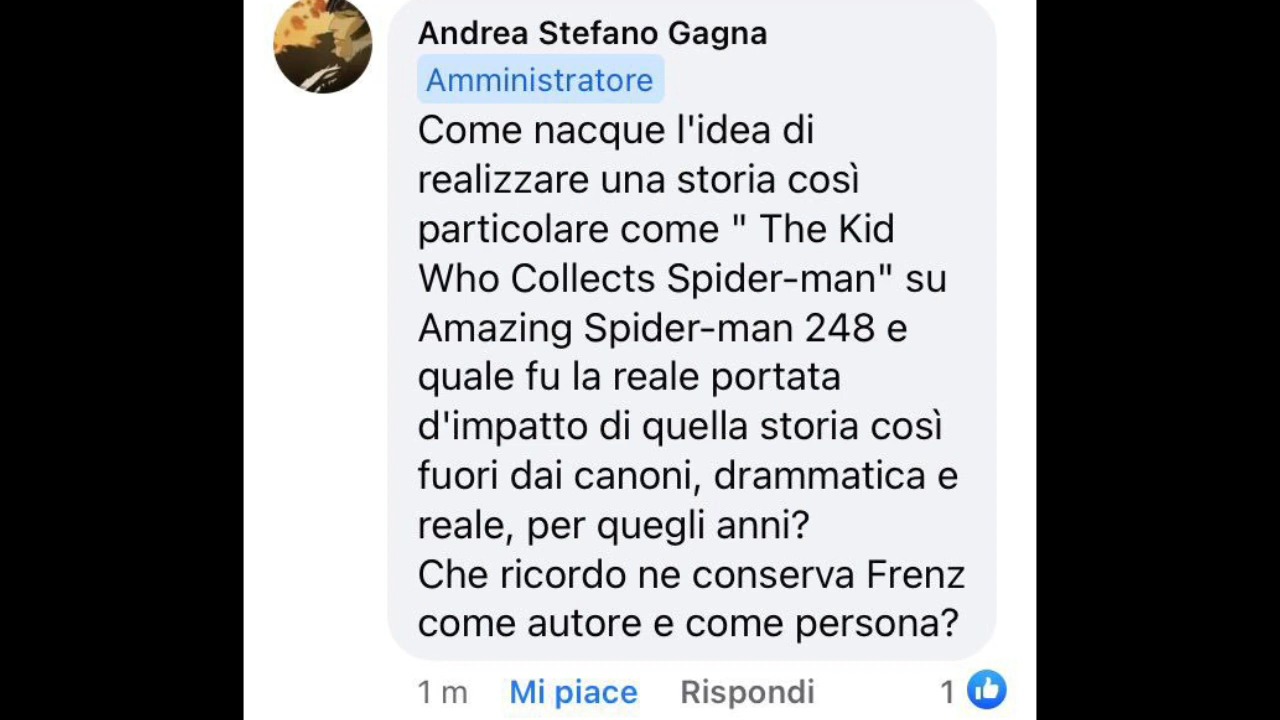 Andrea Stefano Gagna
Amministratore
Come nacque l'idea di
realizzare una storia così
particolare come " The Kid
Who Collects Spider-man" su
Amazing Spider-man 248 e
quale fu la reale portata
d'impatto di quella storia così
fuori dai canoni, drammatica e
reale, per quegli anni?
Che ricordo ne conserva Frenz
come autore e come persona?
1 m Mi piace Rispondi 1